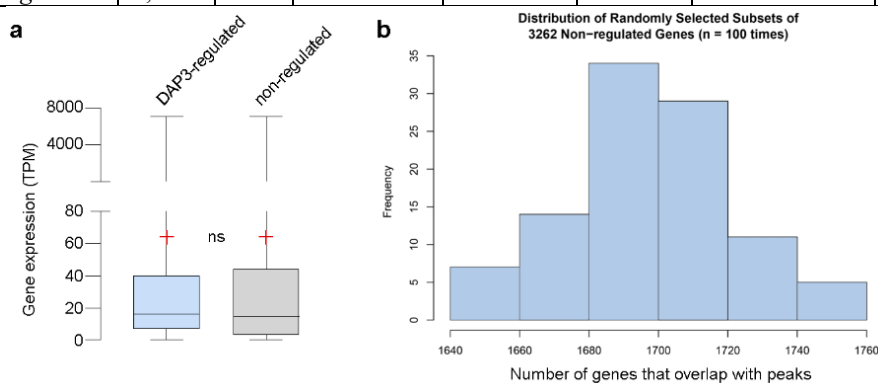 a
DAP3-regulated
non-regulated
Gene expression (TPM)
8000
4000
80
60
40
20
0
ns
b
Distribution of Randomly Selected Subsets of
3262 Non−regulated Genes (n = 100 times)
Frequency
35
30
25
20
15
10
5
0
1640 1660 1680 1700 1720 1740 1760
Number of genes that overlap with peaks